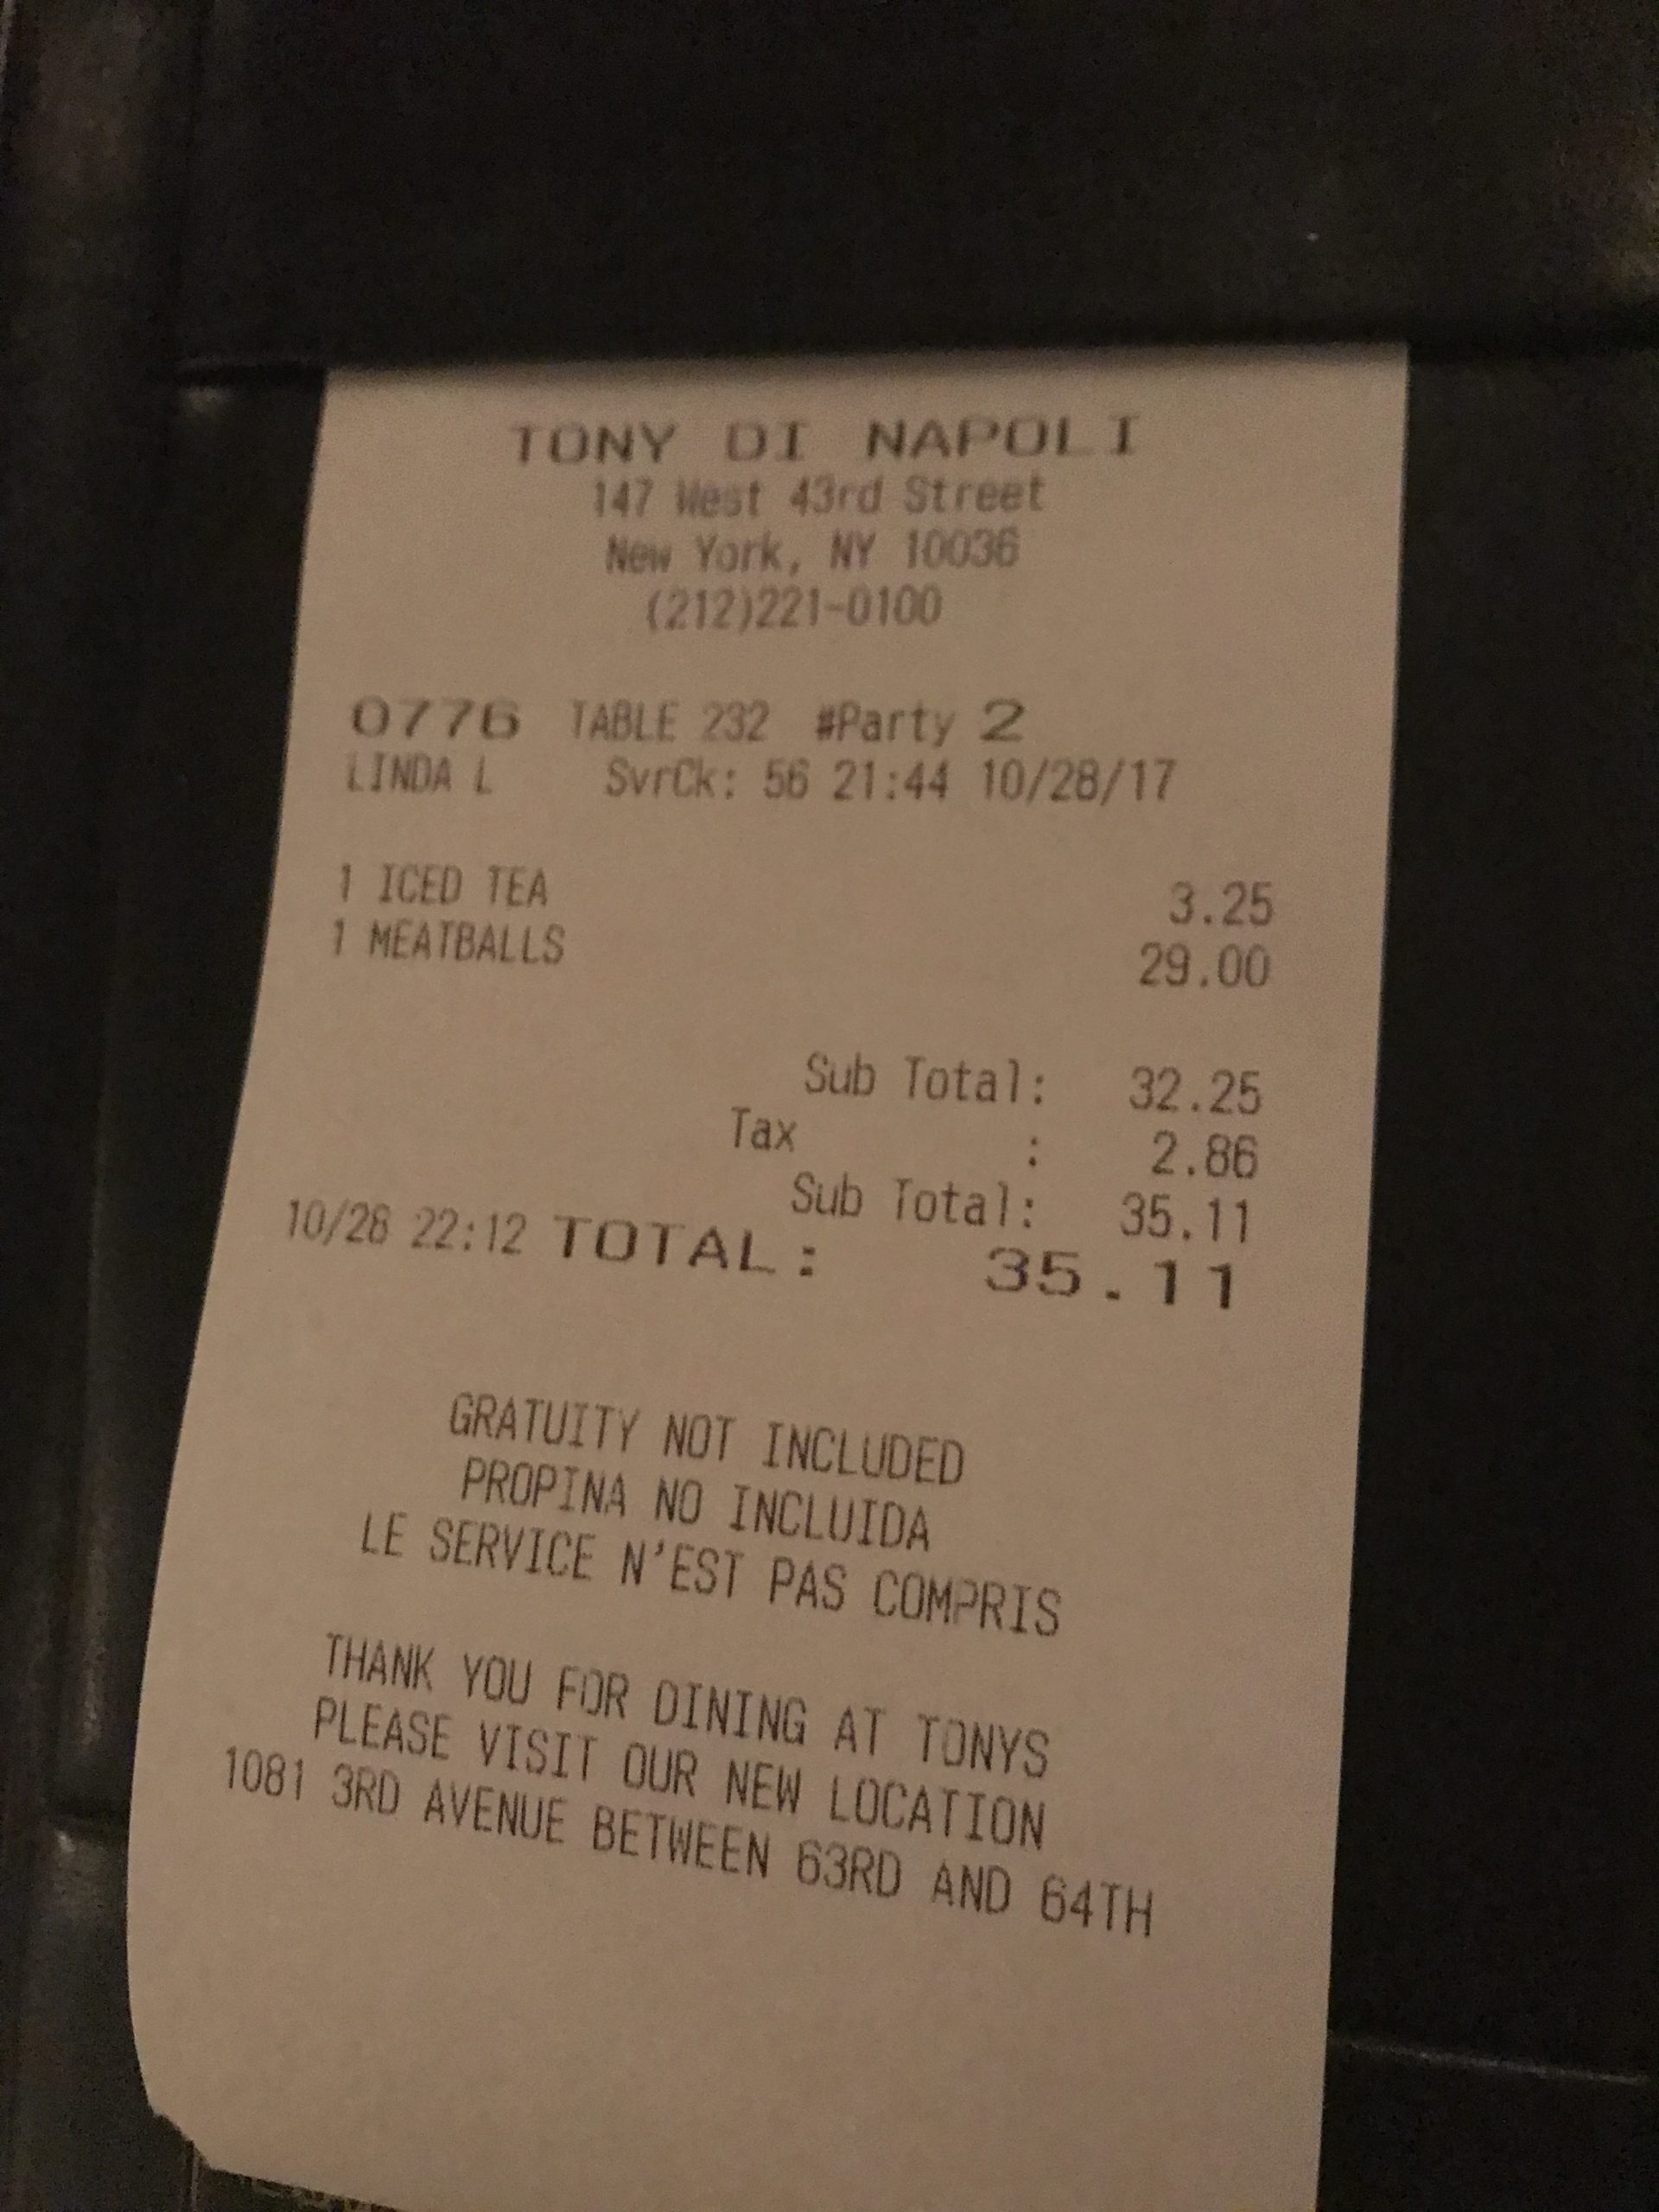 TONY DI NAPOLI
147 West 43rd Street
New York, NY 10036
(212)221-0100
0776 TABLE 232 #Party 2
LINDA L SvrCk: 56 21:44 10/28/17
1 ICED TEA 3.25
1 MEATBALLS 29.00
Sub Total: 32.25
Tax : 2.86
Sub Total: 35.11
10/28 22:12 TOTAL: 35.11
GRATUITY NOT INCLUDED
PROPINA NO INCLUIDA
LE SERVICE N'EST PAS COMPRIS
THANK YOU FOR DINING AT TONYS
PLEASE VISIT OUR NEW LOCATION
1081 3RD AVENUE BETWEEN 63RD AND 64TH